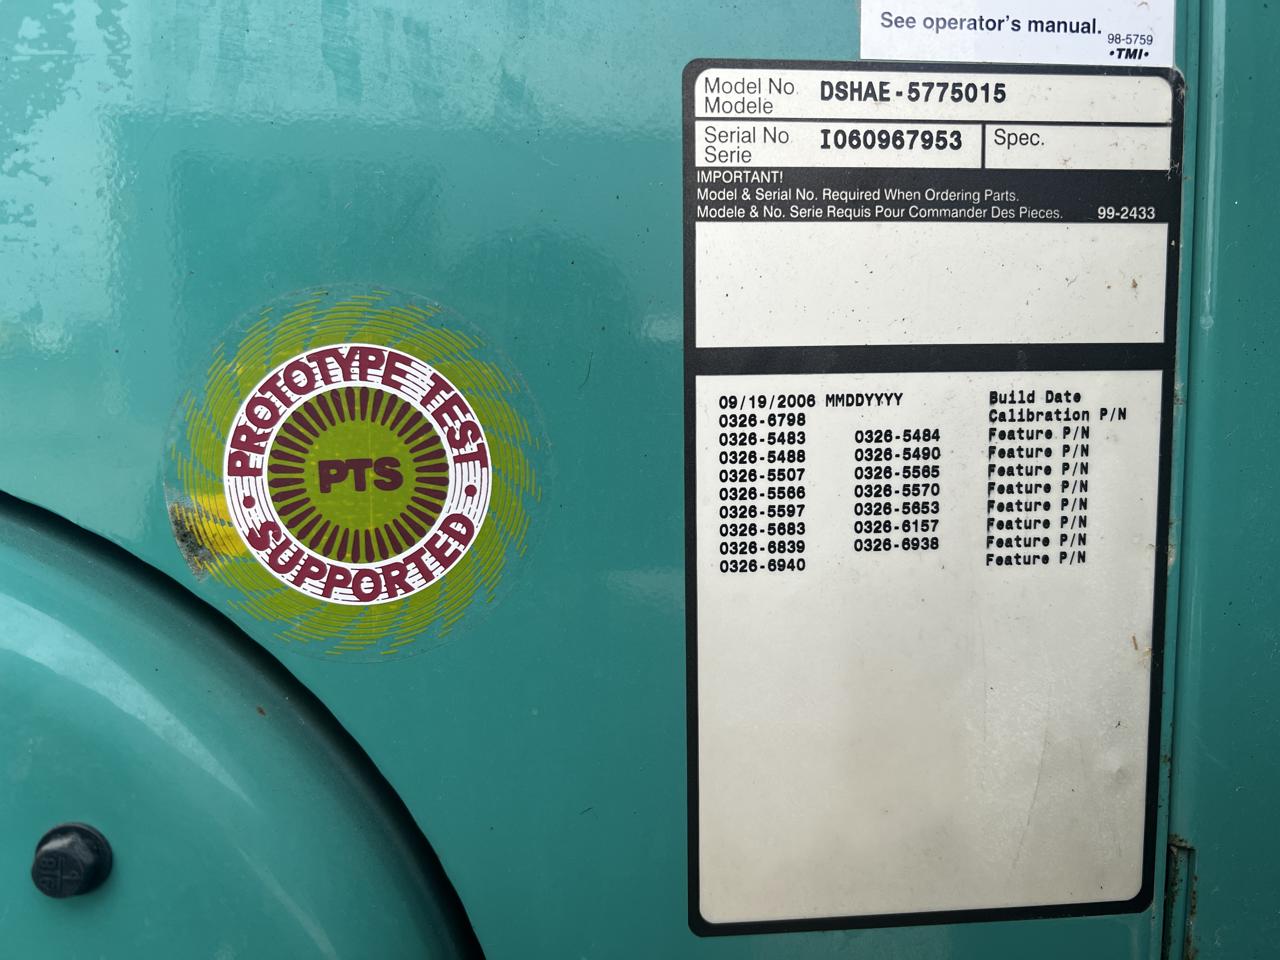 See operator's manual.
98-5759
•TMI•
Model No.
Modele
DSHAE-5775015
Serial No
Serie
I060967953
Spec.
IMPORTANT!
Model & Serial No. Required When Ordering Parts.
Modele & No. Serie Requis Pour Commander Des Pieces.
99-2433
09/19/2006 MMDDYYYY Build Date
0326-6798 Calibration P/N
0326-5483 0326-5484 Feature P/N
0326-5488 0326-5490 Feature P/N
0326-5507 0326-5565 Feature P/N
0326-5566 0326-5570 Feature P/N
0326-5597 0326-5653 Feature P/N
0326-5683 0326-6157 Feature P/N
0326-6839 0326-6938 Feature P/N
0326-6940 Feature P/N
PROTOTYPE TEST
PTS
SUPPORTED